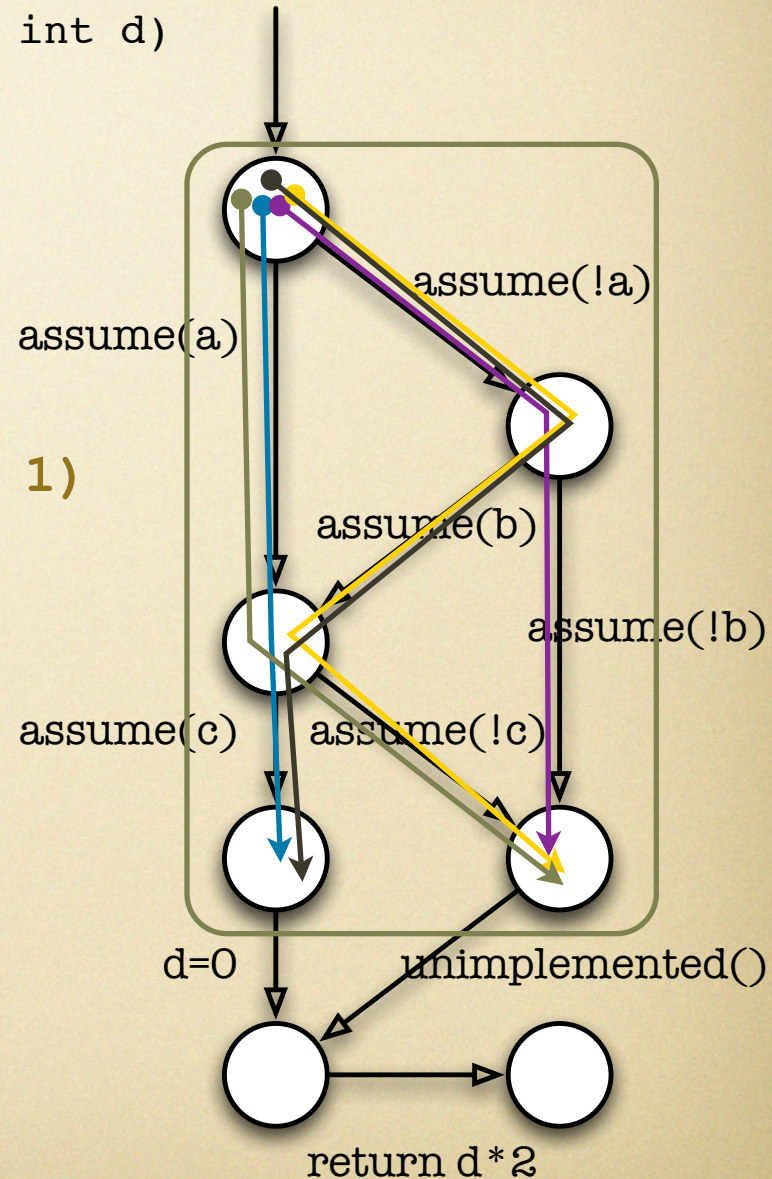 int d)
assume(!a)
assume(a)
1)
assume(b)
assume(!b)
assume(c)
assume(!c)
d=0
unimplemented()
return d*2